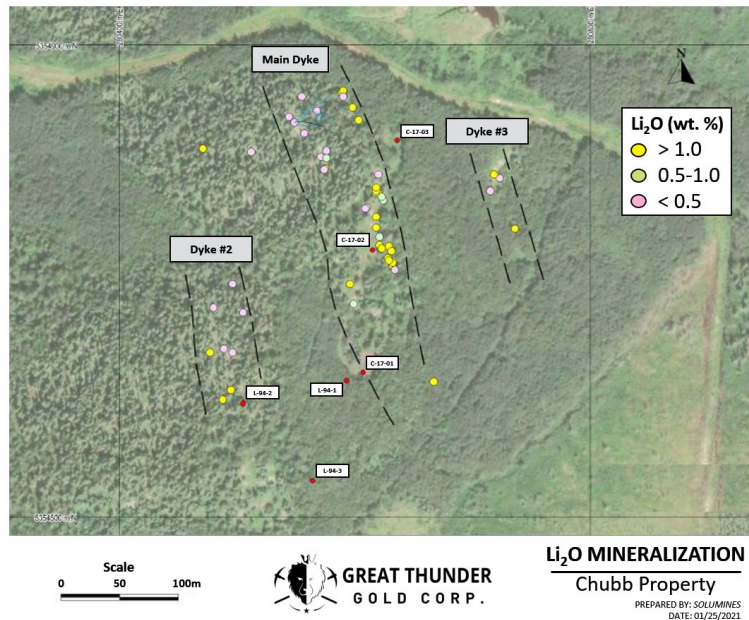 Main Dyke
N
C-17-03
Dyke #3
Li₂O (wt. %)
> 1.0
0.5-1.0
< 0.5
C-17-02
Dyke #2
C-17-01
L-94-1
L-94-2
L-94-3
5354500 mN
Scale
0 50 100m
GREAT THUNDER
GOLD CORP.
Li₂O MINERALIZATION
Chubb Property
PREPARED BY: SOLUMINES
DATE: 01/25/2021